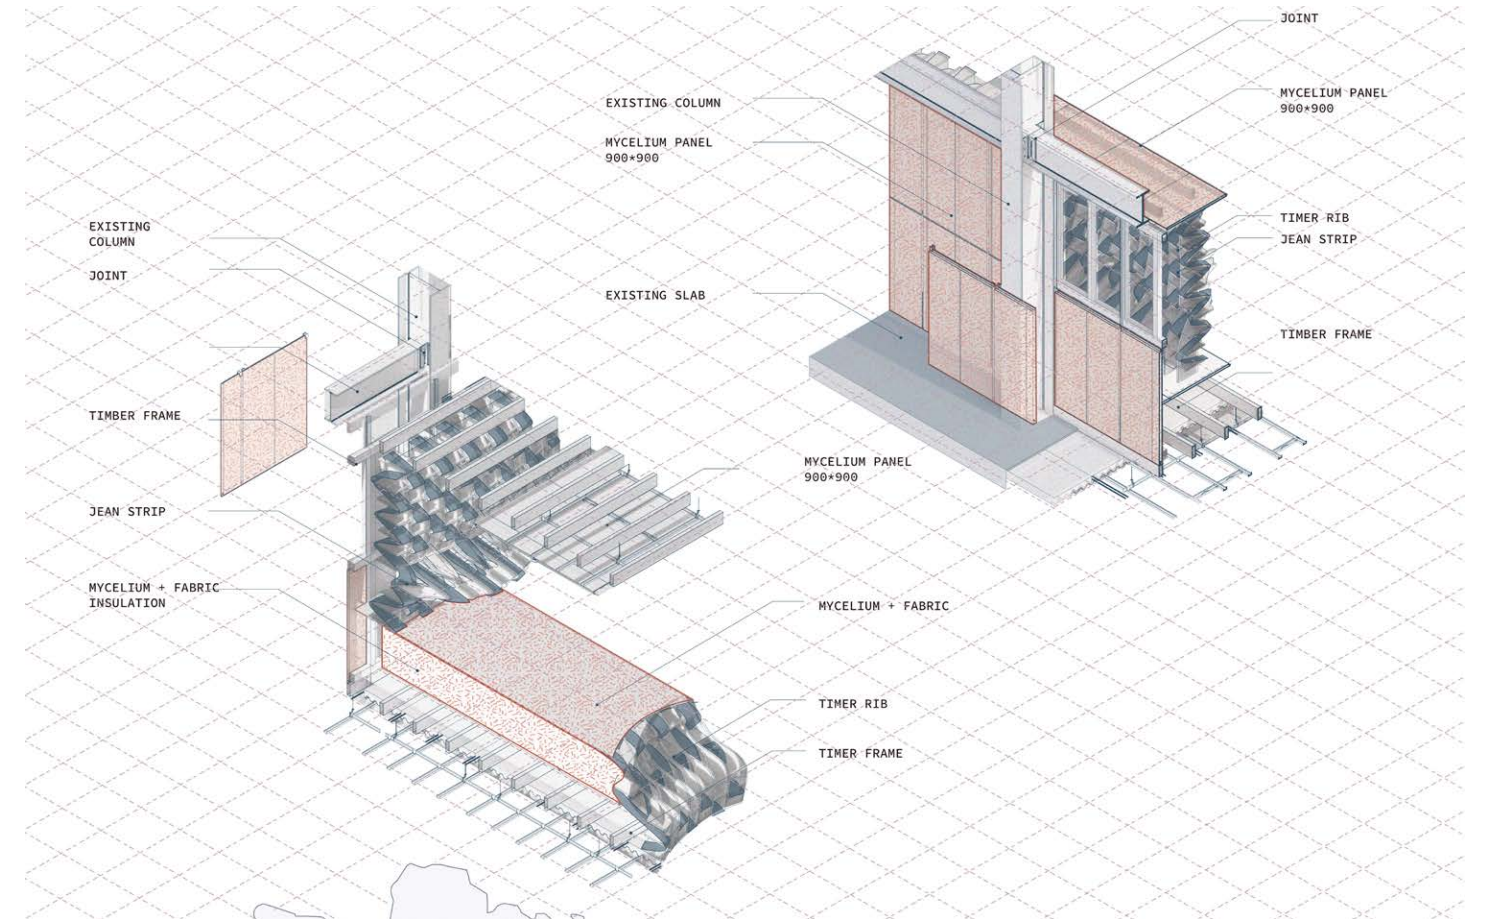 JOINT
MYCELIUM PANEL
900*900
EXISTING COLUMN
MYCELIUM PANEL
900*900
TIMER RIB
JEAN STRIP
EXISTING SLAB
TIMBER FRAME
EXISTING
COLUMN
JOINT
TIMBER FRAME
JEAN STRIP
MYCELIUM + FABRIC
INSULATION
MYCELIUM PANEL
900*900
MYCELIUM + FABRIC
TIMER RIB
TIMER FRAME